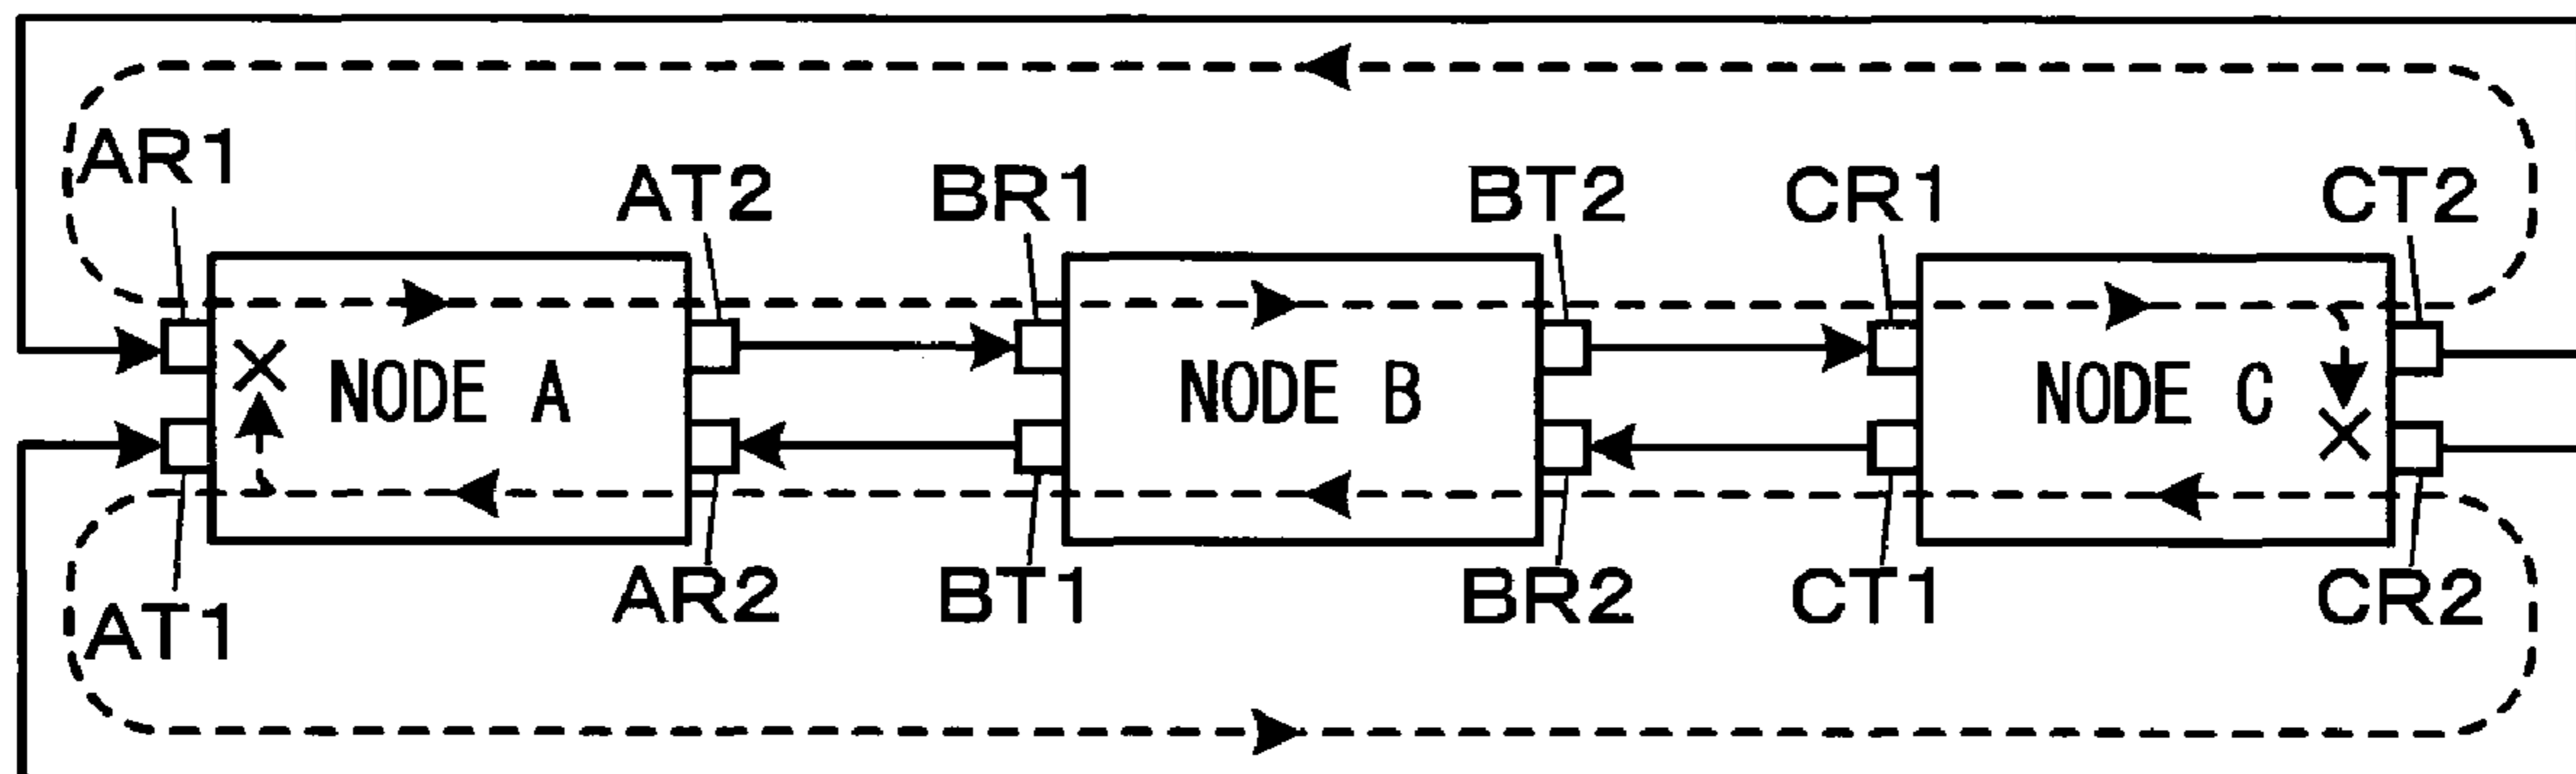 AR1
AT2
BR1
BT2
CR1
CT2
NODE A
NODE B
NODE C
AT1
AR2
BT1
BR2
CT1
CR2